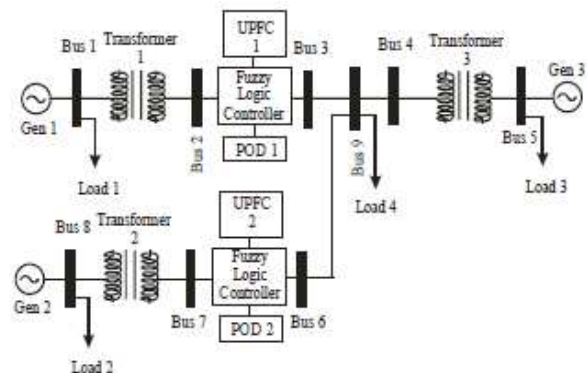 UPFC
1
Bus 1
Transformer
1
Bus 3
Bus 4
Transformer
3
Gen 3
Fuzzy
Logic
Controller
Gen 1
Bus 2
POD 1
Bus 9
Bus 5
Load 1
Load 4
Load 3
Bus 8
Transformer
2
UPFC
2
Fuzzy
Logic
Controller
Gen 2
Bus 7
POD 2
Bus 6
Load 2